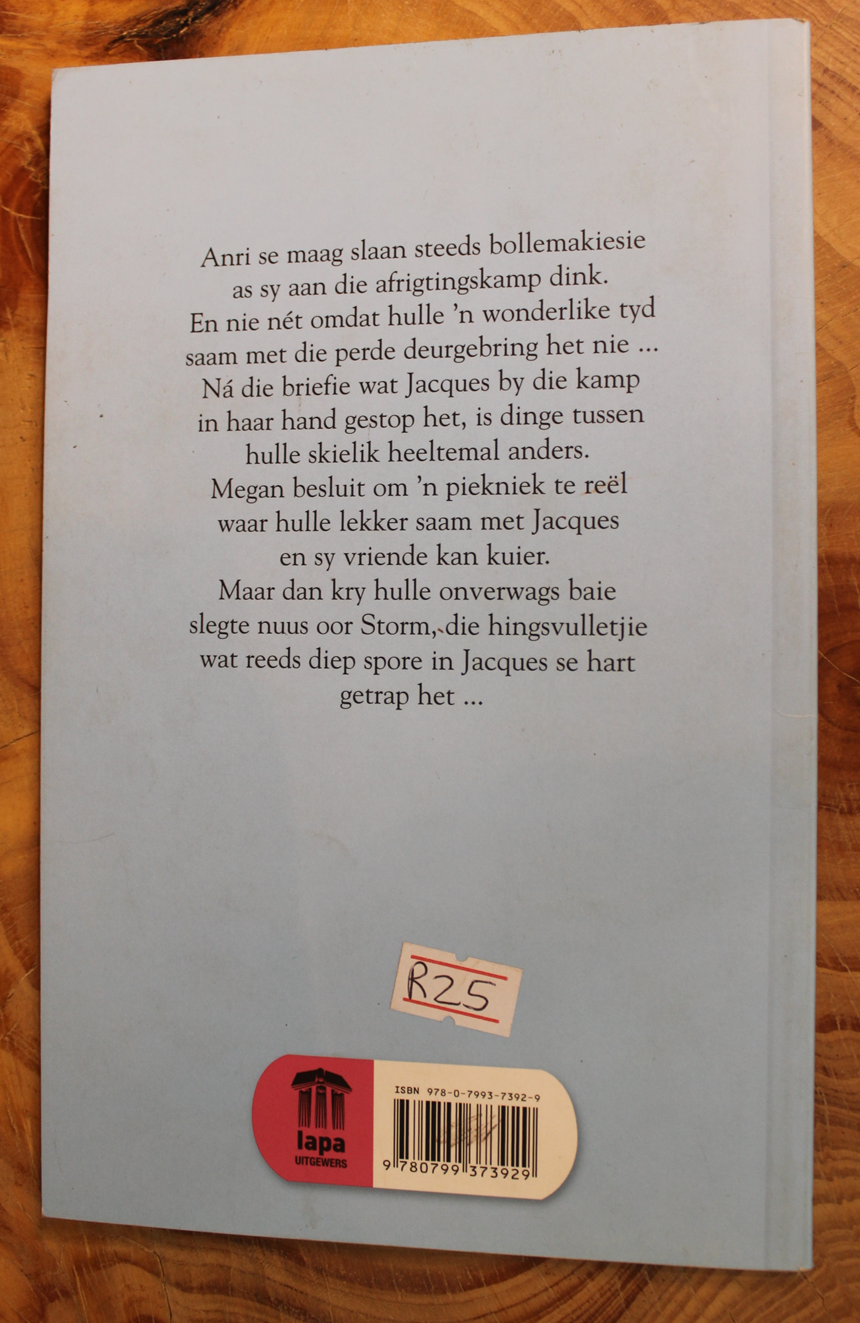 Anri se maag slaan steeds bollemakiesie
as sy aan die afrigtingskamp dink.
En nie nét omdat hulle 'n wonderlike tyd
saam met die perde deurgebring het nie ...
Ná die briefie wat Jacques by die kamp
in haar hand gestop het, is dinge tussen
hulle skielik heeltemal anders.
Megan besluit om 'n piekniek te reël
waar hulle lekker saam met Jacques
en sy vriende kan kuier.
Maar dan kry hulle onverwags baie
slegte nuus oor Storm, die hingsvulletjie
wat reeds diep spore in Jacques se hart
getrap het ...
R25
lapa
UITGEWERS
ISBN 978-0-7993-7392-9
9 780799 373929